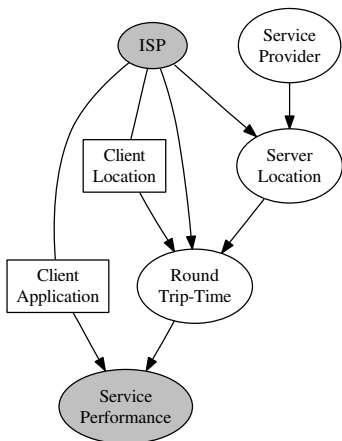 ISP
Service
Provider
Client
Location
Server
Location
Client
Application
Round
Trip-Time
Service
Performance